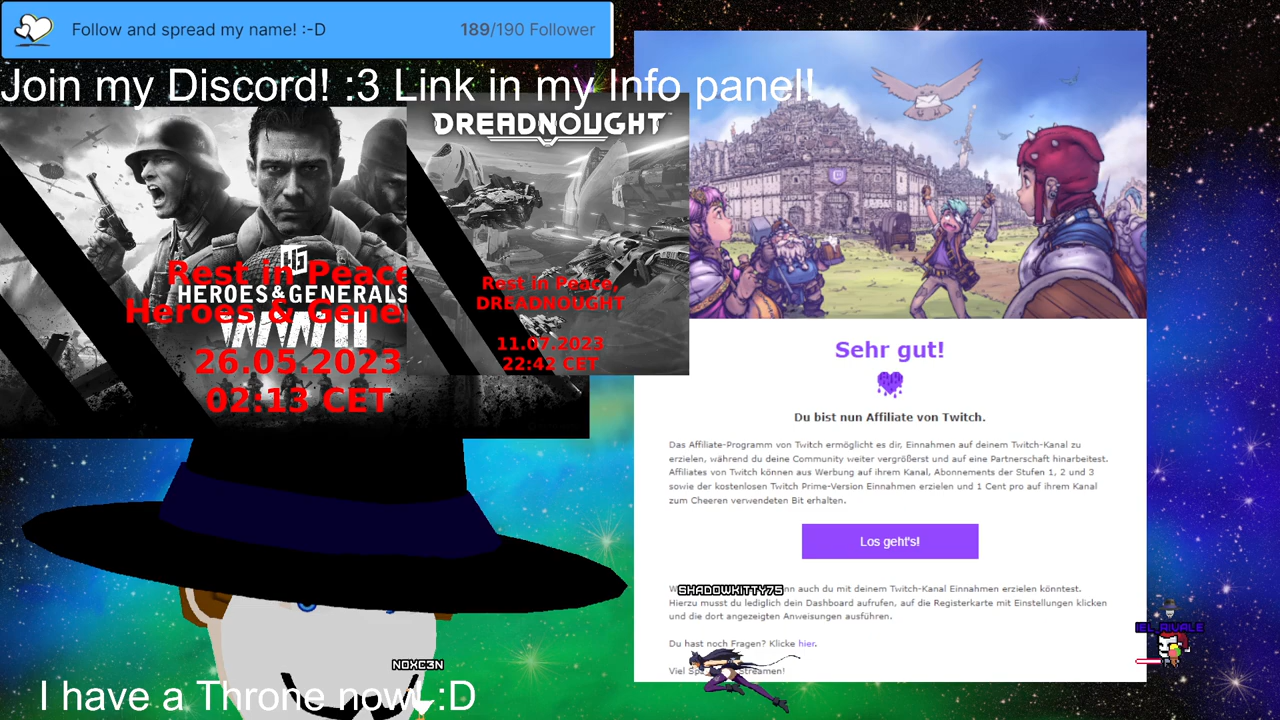 Follow and spread my name! :-D
189/190 Follower
Join my Discord! :3 Link in my Info panel!
DREADNOUGHT
Rest in Peace
HEROES & GENERALS
Heroes & Gene
WWII
26.05.2023
02:13 CET
Rest in Peace,
DREADNOUGHT
11.07.2023
22:42 CET
Sehr gut!
Du bist nun Affiliate von Twitch.
Das Affiliate-Programm von Twitch ermöglicht es dir, Einnahmen auf deinem Twitch-Kanal zu
erzielen, während du deine Community weiter vergrößerst und auf eine Partnerschaft hinarbeitest.
Affiliates von Twitch können aus Werbung auf ihrem Kanal, Abonnements der Stufen 1, 2 und 3
sowie der kostenlosen Twitch Prime-Version Einnahmen erzielen und 1 Cent pro auf ihrem Kanal
zum Cheeren verwendeten Bit erhalten.
Los geht's!
SHADOWKITTY75
auch du mit deinem Twitch-Kanal Einnahmen erzielen könntest.
Hierzu musst du lediglich dein Dashboard aufrufen, auf die Registerkarte mit Einstellungen klicken
und die dort angezeigten Anweisungen ausführen.
Du hast noch Fragen? Klicke hier.
Viel
IEL_RIVALE
NOXC3N
I have a Throne now! :D